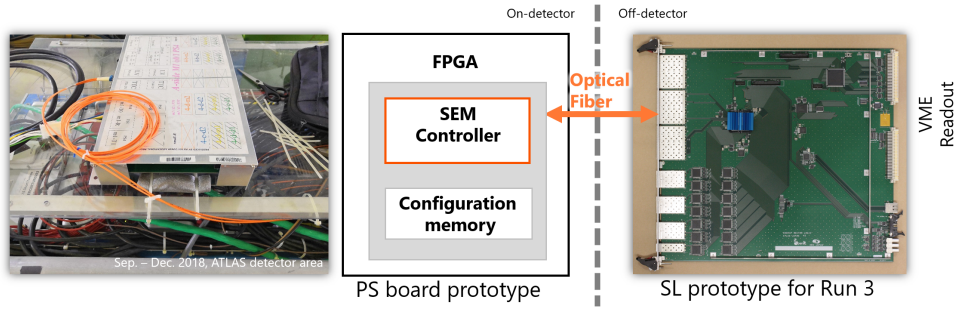 On-detector
Off-detector
FPGA
SEM
Controller
Configuration
memory
Optical
Fiber
VME
Readout
Sep. – Dec. 2018, ATLAS detector area
PS board prototype
SL prototype for Run 3